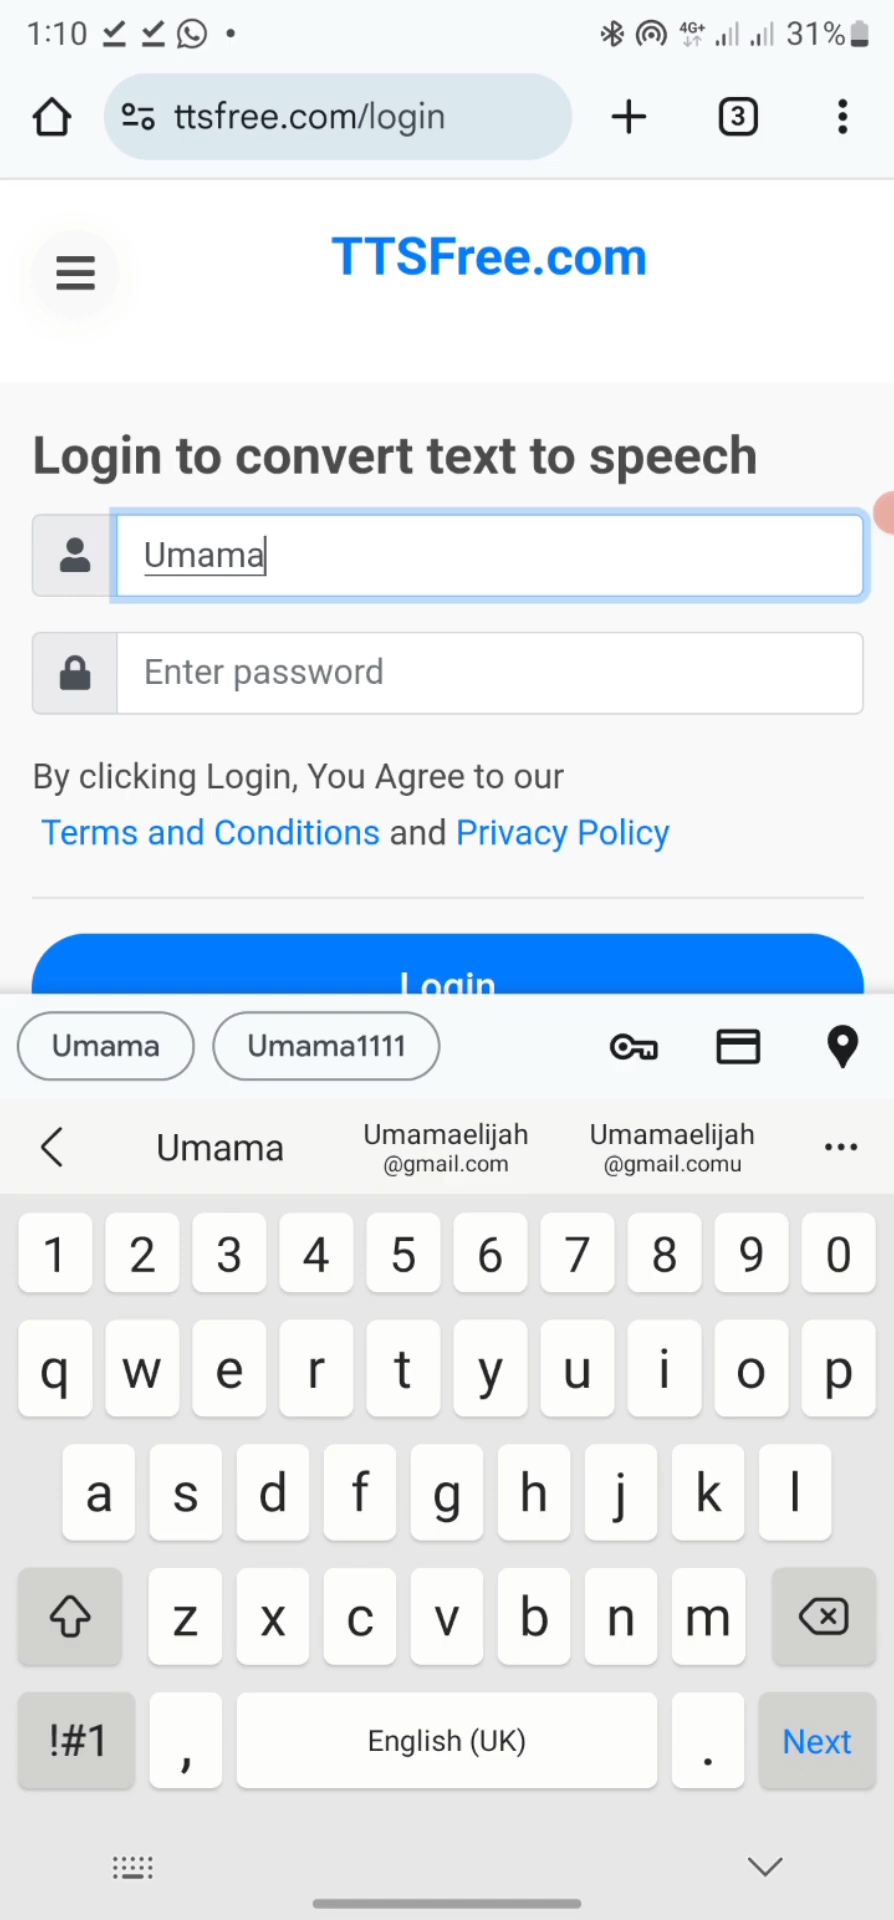 1:10
4G+
31%
ttsfree.com/login
3
TTSFree.com
Login to convert text to speech
Umama
Enter password
By clicking Login, You Agree to our
Terms and Conditions and Privacy Policy
Login
Umama Umama1111
Umama Umamaelijah@gmail.com Umamaelijah@gmail.comu
1 2 3 4 5 6 7 8 9 0
q w e r t y u i o p
a s d f g h j k l
z x c v b n m
!#1 , English (UK) . Next